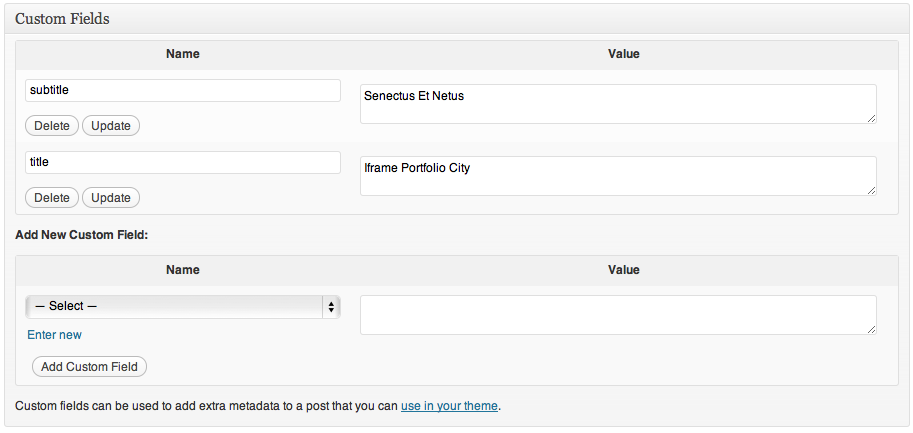 Custom Fields
Name Value
subtitle Senectus Et Netus
Delete Update
title Iframe Portfolio City
Delete Update
Add New Custom Field:
Name Value
— Select —
Enter new
Add Custom Field
Custom fields can be used to add extra metadata to a post that you can use in your theme.